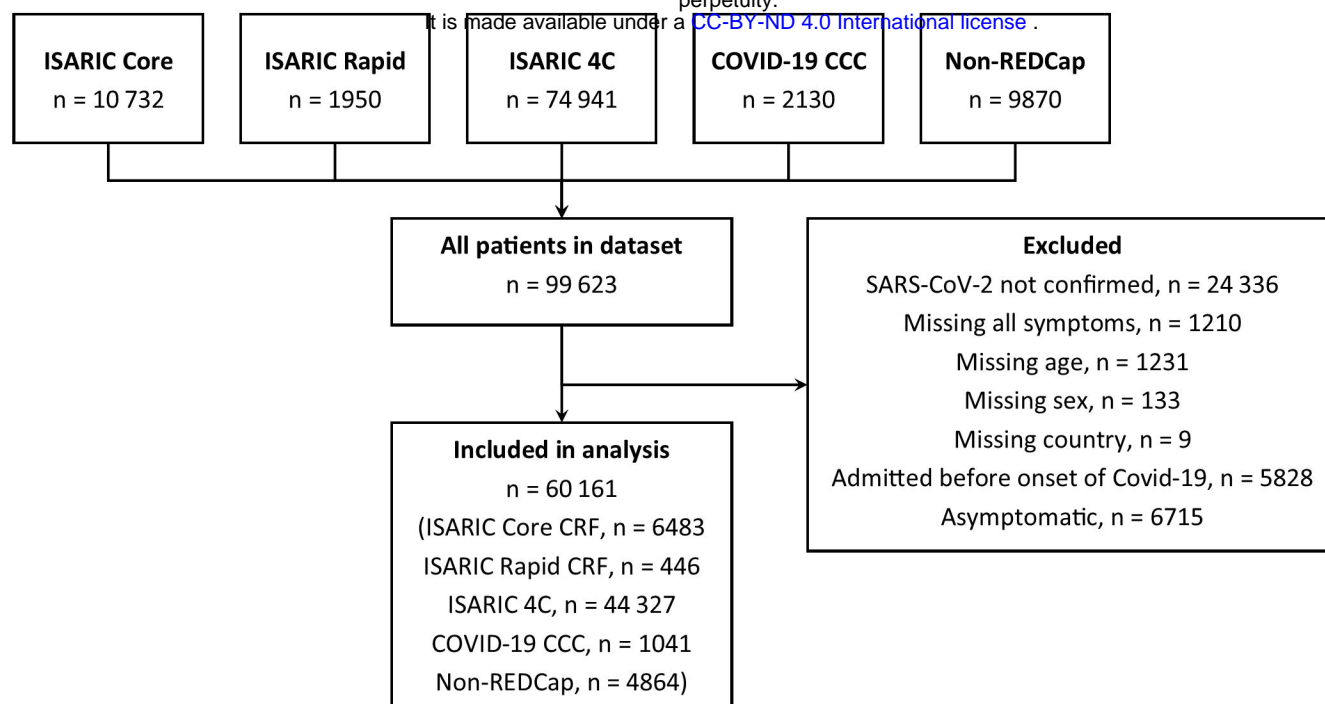 perpetuity.
It is made available under a CC-BY-ND 4.0 International license .
ISARIC Core
n = 10 732
ISARIC Rapid
n = 1950
ISARIC 4C
n = 74 941
COVID-19 CCC
n = 2130
Non-REDCap
n = 9870
All patients in dataset
n = 99 623
Excluded
SARS-CoV-2 not confirmed, n = 24 336
Missing all symptoms, n = 1210
Missing age, n = 1231
Missing sex, n = 133
Missing country, n = 9
Admitted before onset of Covid-19, n = 5828
Asymptomatic, n = 6715
Included in analysis
n = 60 161
(ISARIC Core CRF, n = 6483
ISARIC Rapid CRF, n = 446
ISARIC 4C, n = 44 327
COVID-19 CCC, n = 1041
Non-REDCap, n = 4864)